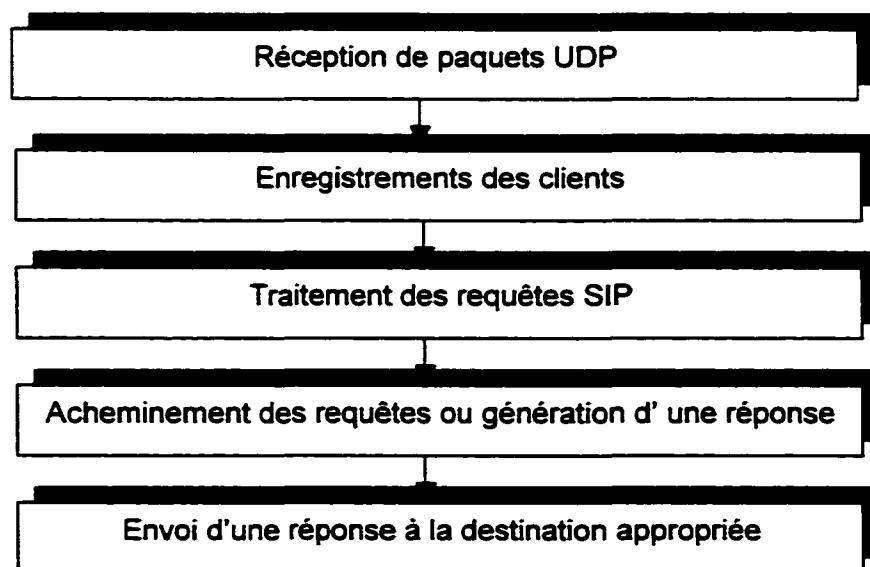 Réception de paquets UDP
Enregistrements des clients
Traitement des requêtes SIP
Acheminement des requêtes ou génération d' une réponse
Envoi d'une réponse à la destination appropriée